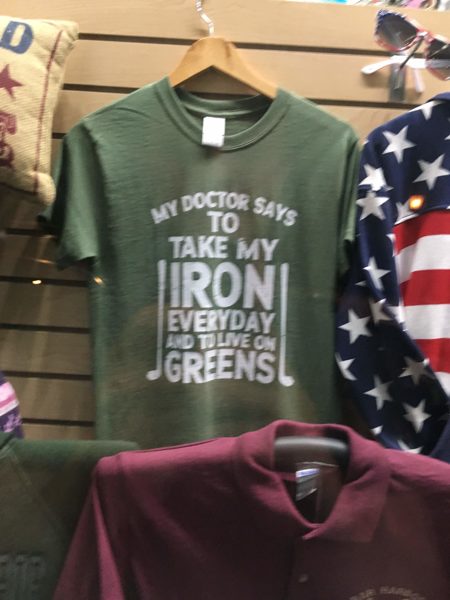 MY DOCTOR SAYS
TO
TAKE MY
IRON
EVERYDAY
AND TO LIVE ON
GREENS